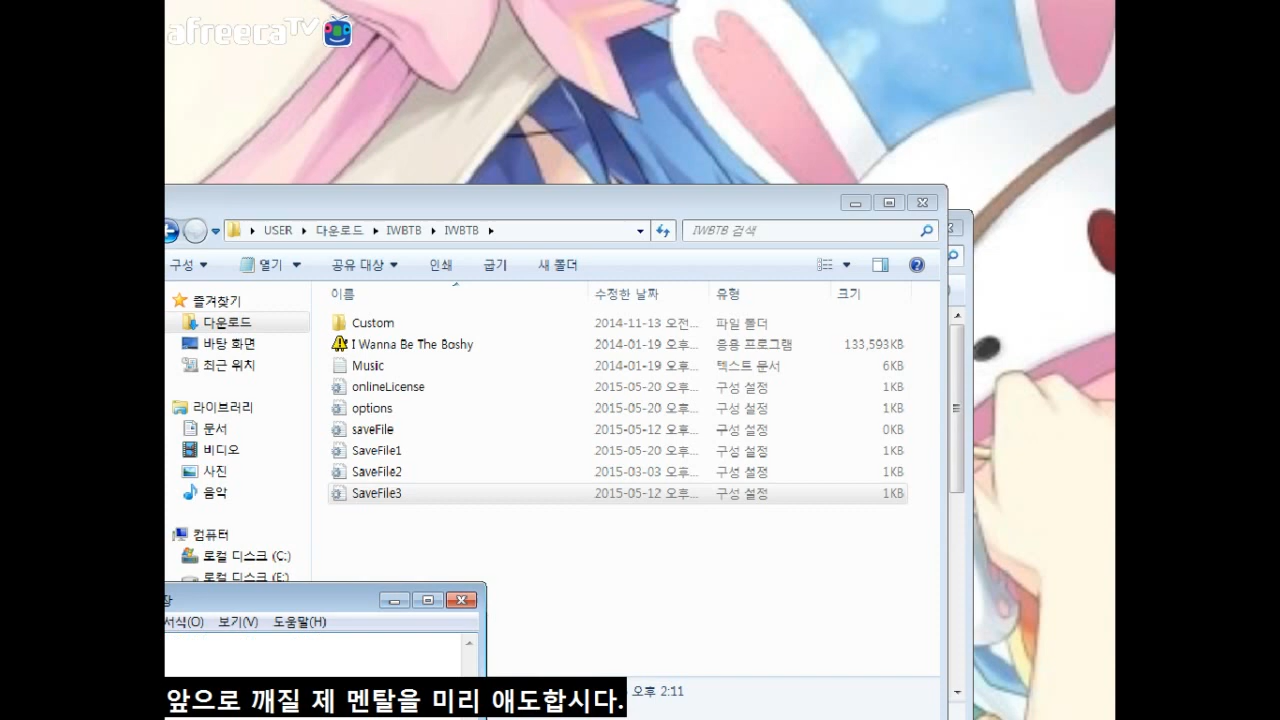 afreecaTV
USER 다운로드 IWBTB IWBTB
IWBTB 검색
구성 열기 공유 대상 인쇄 굽기 새 폴더
이름 수정한 날짜 유형 크기
즐겨찾기
다운로드
바탕 화면
최근 위치
라이브러리
문서
비디오
사진
음악
컴퓨터
로컬 디스크 (C:)
로컬 디스크 (E:)
Custom 2014-11-13 오전... 파일 폴더
I Wanna Be The Boshy 2014-01-19 오후... 응용 프로그램 133,593KB
Music 2014-01-19 오후... 텍스트 문서 6KB
onlineLicense 2015-05-20 오후... 구성 설정 1KB
options 2015-05-20 오후... 구성 설정 1KB
saveFile 2015-05-12 오후... 구성 설정 0KB
SaveFile1 2015-05-20 오후... 구성 설정 1KB
SaveFile2 2015-03-03 오후... 구성 설정 1KB
SaveFile3 2015-05-12 오후... 구성 설정 1KB
장
서식(O) 보기(V) 도움말(H)
오후 2:11
앞으로 깨질 제 멘탈을 미리 애도합시다.